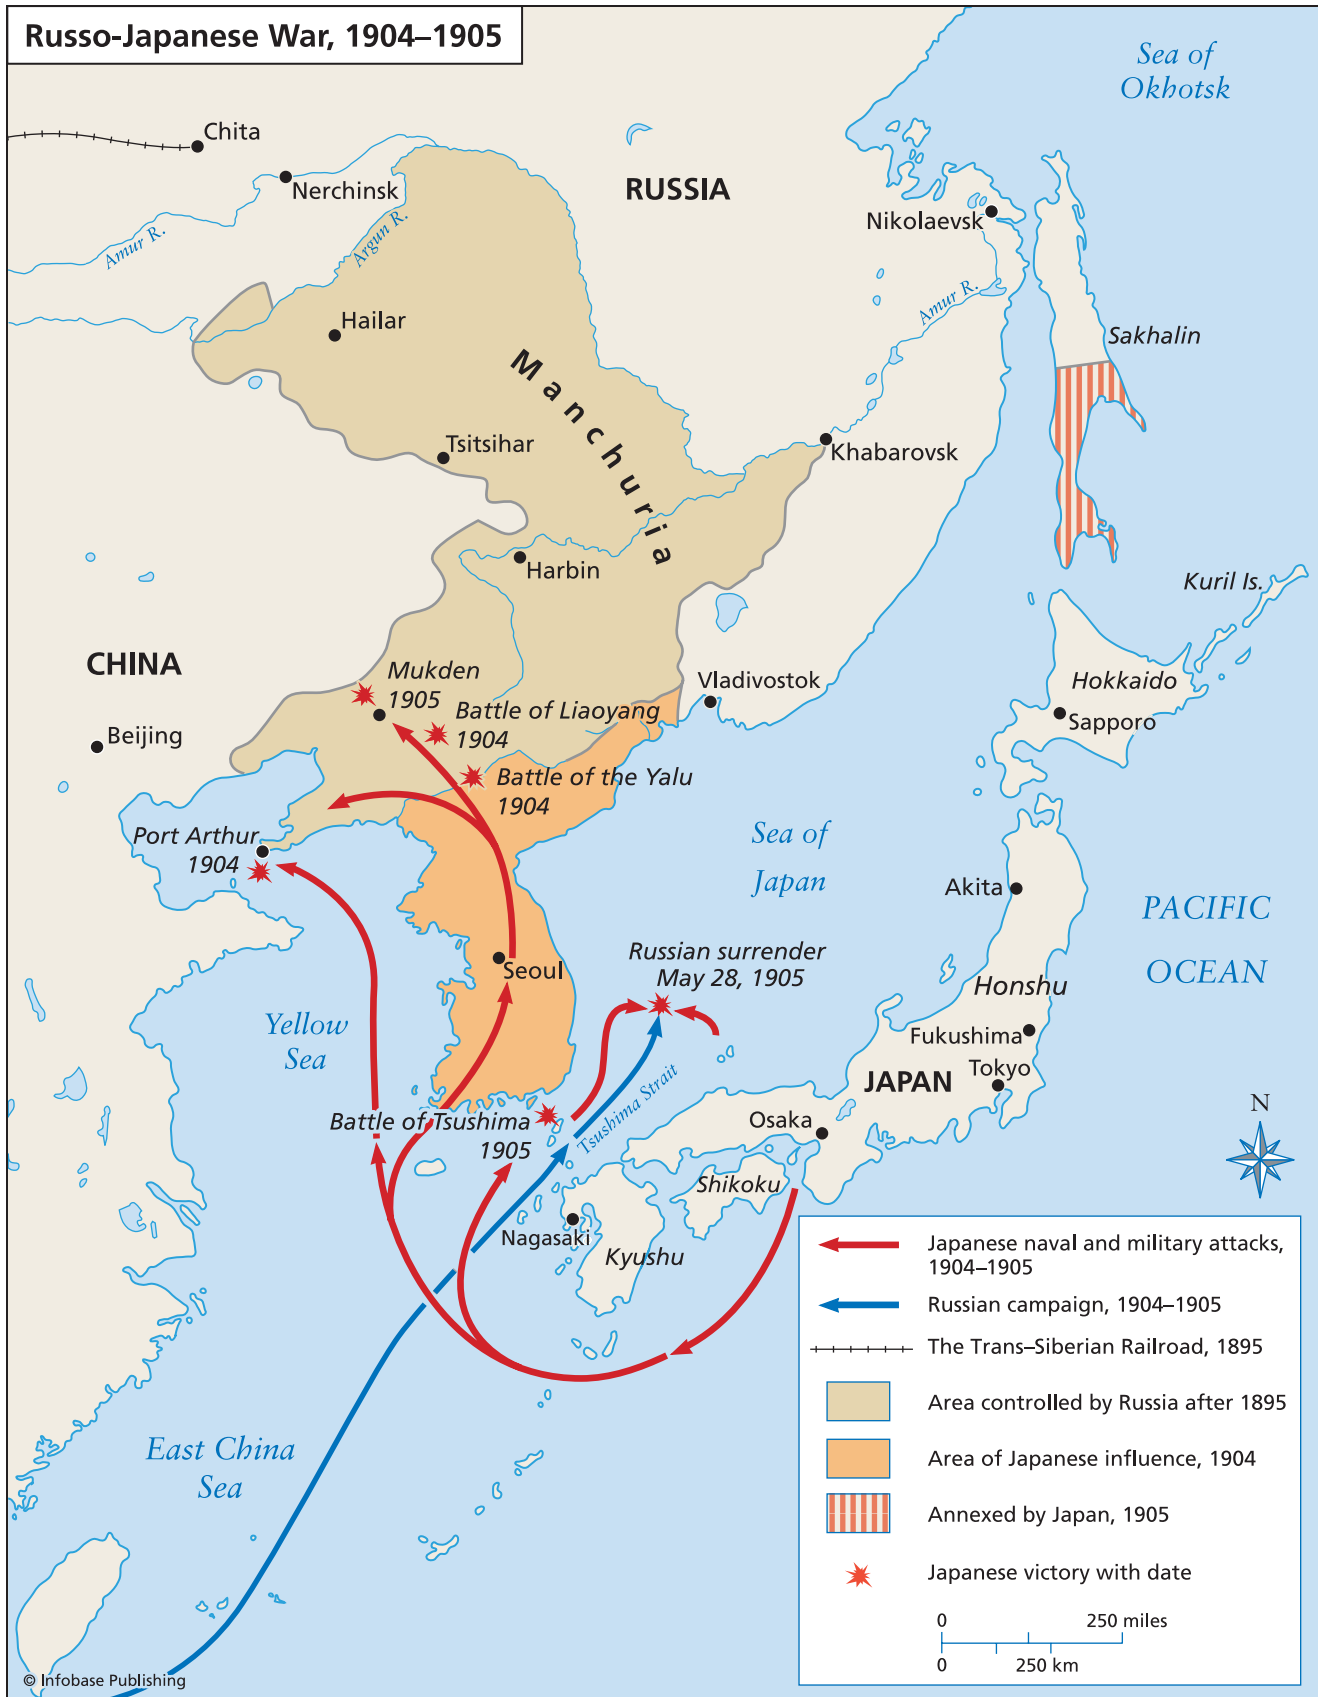 Russo-Japanese War, 1904–1905
Sea of
Okhotsk
Chita
Nerchinsk
RUSSIA
Nikolaevsk
Amur R.
Argun R.
Amur R.
Hailar
Sakhalin
Manchuria
Tsitsihar
Khabarovsk
Harbin
Kuril Is.
CHINA
Mukden
1905
Vladivostok
Hokkaido
Battle of Liaoyang
1904
Sapporo
Beijing
Battle of the Yalu
1904
Port Arthur
1904
Sea of
Japan
Akita
PACIFIC
OCEAN
Russian surrender
May 28, 1905
Seoul
Honshu
Yellow
Sea
Fukushima
Tokyo
JAPAN
Tsushima Strait
Battle of Tsushima
1905
Osaka
N
Shikoku
Nagasaki
Kyushu
Japanese naval and military attacks,
1904–1905
Russian campaign, 1904–1905
The Trans–Siberian Railroad, 1895
Area controlled by Russia after 1895
East China
Sea
Area of Japanese influence, 1904
Annexed by Japan, 1905
Japanese victory with date
0 250 miles
0 250 km
© Infobase Publishing